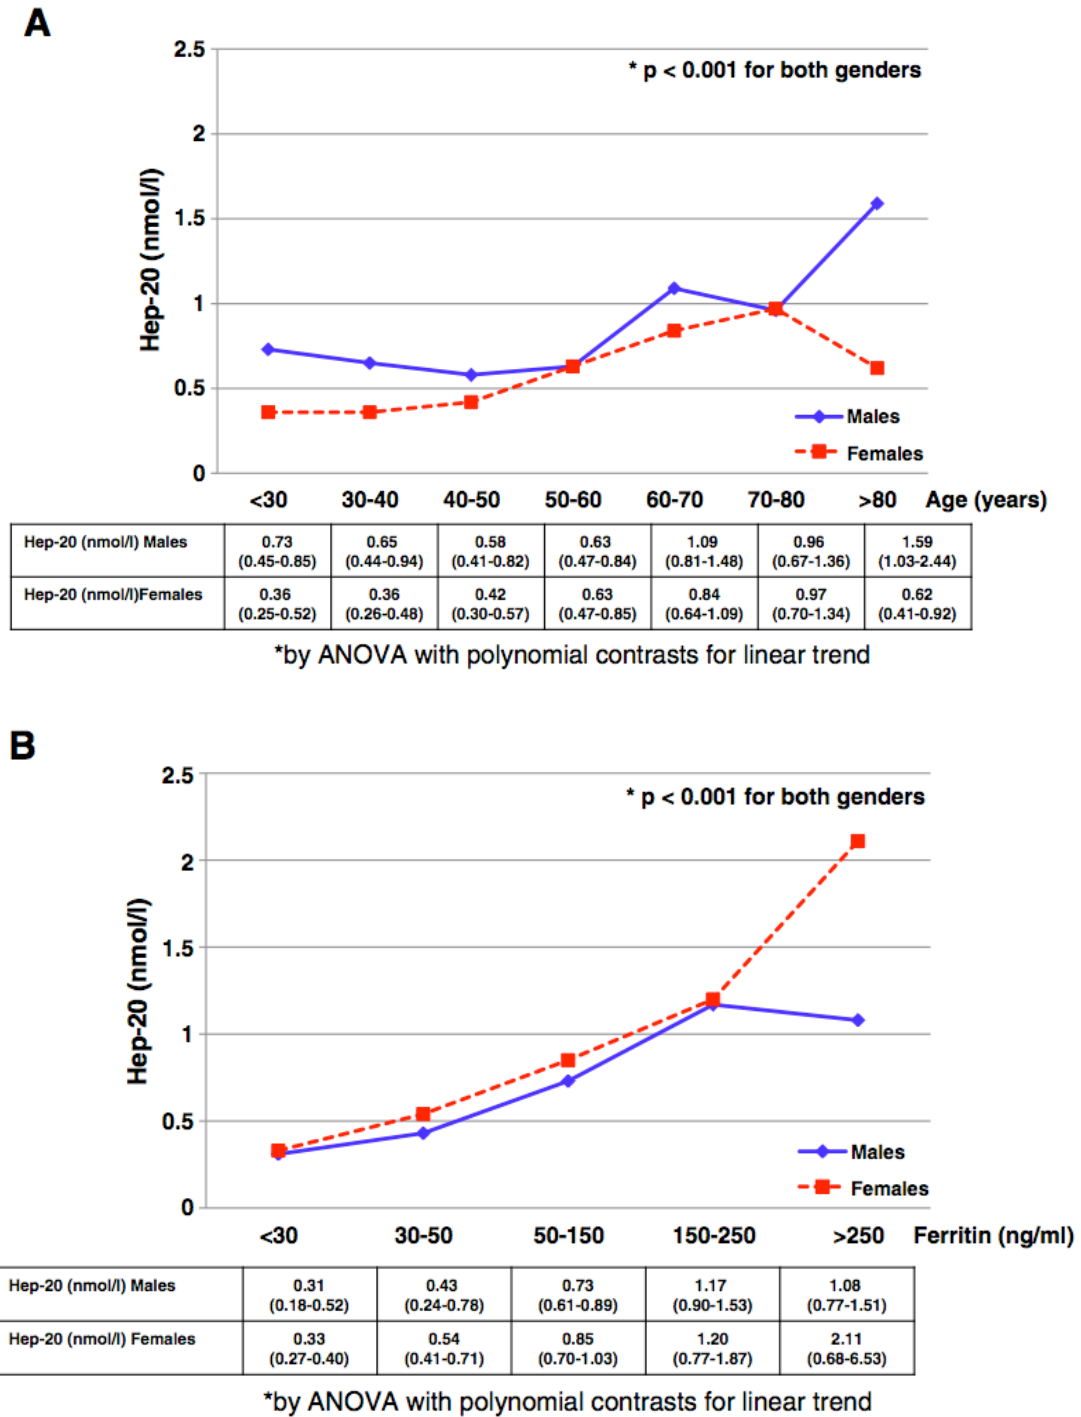 A
2.5
* p < 0.001 for both genders
2
1.5
1
0.5
0
Hep-20 (nmol/l)
Males
Females
<30 30-40 40-50 50-60 60-70 70-80 >80 Age (years)
Hep-20 (nmol/l) Males 0.73 0.65 0.58 0.63 1.09 0.96 1.59
(0.45-0.85) (0.44-0.94) (0.41-0.82) (0.47-0.84) (0.81-1.48) (0.67-1.36) (1.03-2.44)
Hep-20 (nmol/l)Females 0.36 0.36 0.42 0.63 0.84 0.97 0.62
(0.25-0.52) (0.26-0.48) (0.30-0.57) (0.47-0.85) (0.64-1.09) (0.70-1.34) (0.41-0.92)
*by ANOVA with polynomial contrasts for linear trend
B
2.5
* p < 0.001 for both genders
2
1.5
1
0.5
0
Hep-20 (nmol/l)
Males
Females
<30 30-50 50-150 150-250 >250 Ferritin (ng/ml)
Hep-20 (nmol/l) Males 0.31 0.43 0.73 1.17 1.08
(0.18-0.52) (0.24-0.78) (0.61-0.89) (0.90-1.53) (0.77-1.51)
Hep-20 (nmol/l) Females 0.33 0.54 0.85 1.20 2.11
(0.27-0.40) (0.41-0.71) (0.70-1.03) (0.77-1.87) (0.68-6.53)
*by ANOVA with polynomial contrasts for linear trend